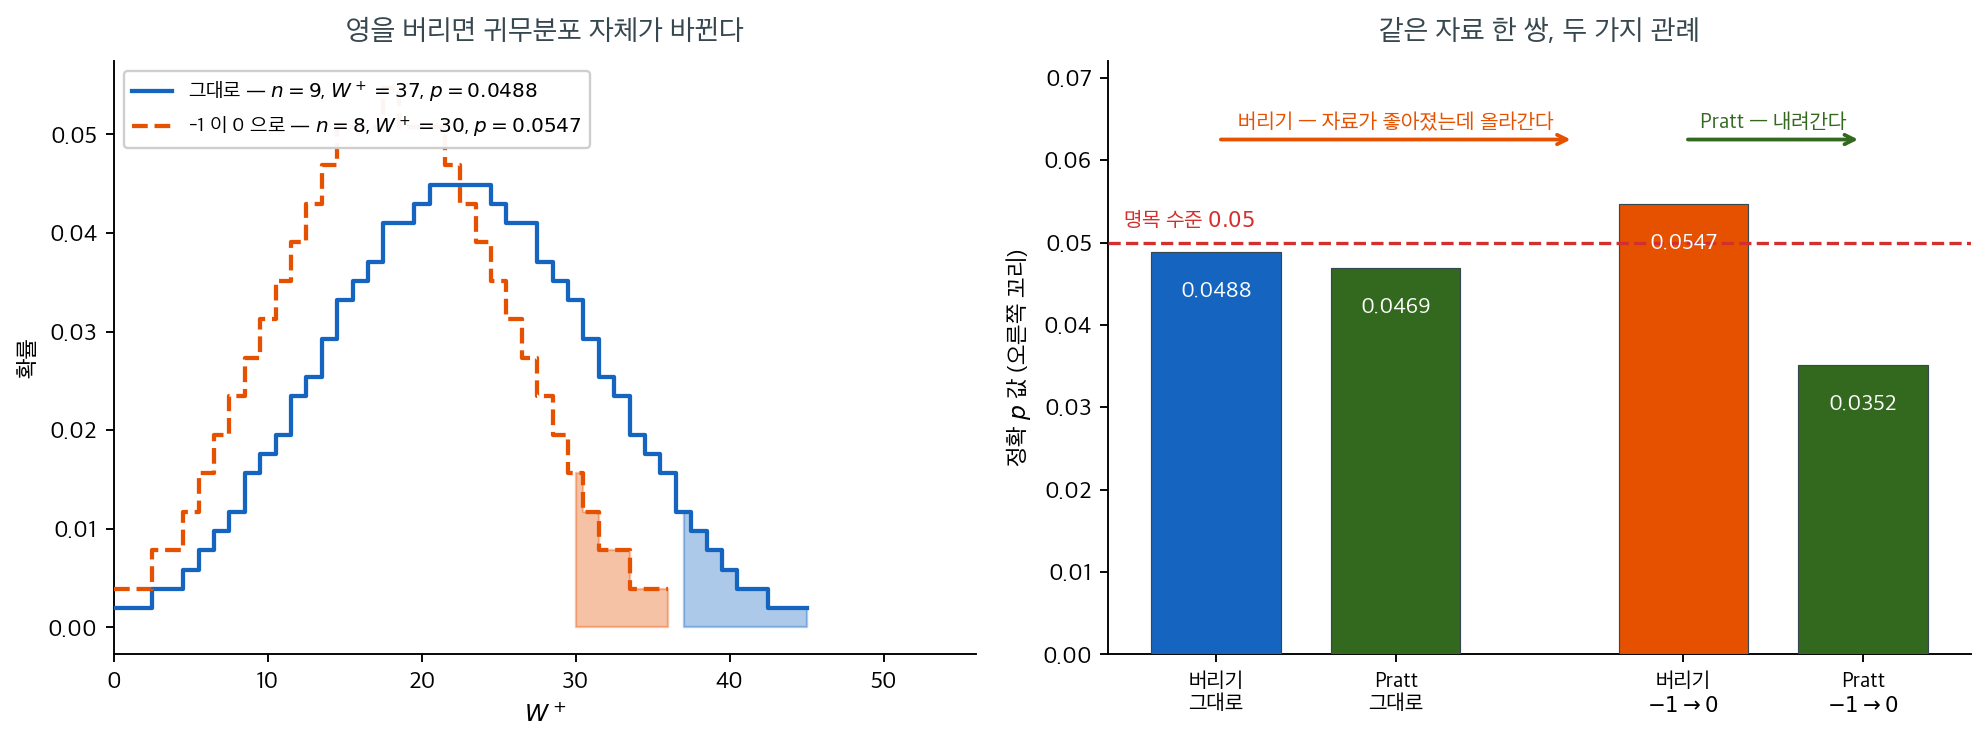 영을 버리면 귀무분포 자체가 바뀐다
그대로 — n = 9, W⁺ = 37, p = 0.0488
−1 이 0 으로 — n = 8, W⁺ = 30, p = 0.0547
확률
0.05
0.04
0.03
0.02
0.01
0.00
0 10 20 30 40 50
W⁺
같은 자료 한 쌍, 두 가지 관례
정확 p 값 (오른쪽 꼬리)
0.07
0.06
0.05
0.04
0.03
0.02
0.01
0.00
버리기 — 자료가 좋아졌는데 올라간다
Pratt — 내려간다
명목 수준 0.05
0.0488
0.0469
0.0547
0.0352
버리기
그대로
Pratt
그대로
버리기
−1 → 0
Pratt
−1 → 0